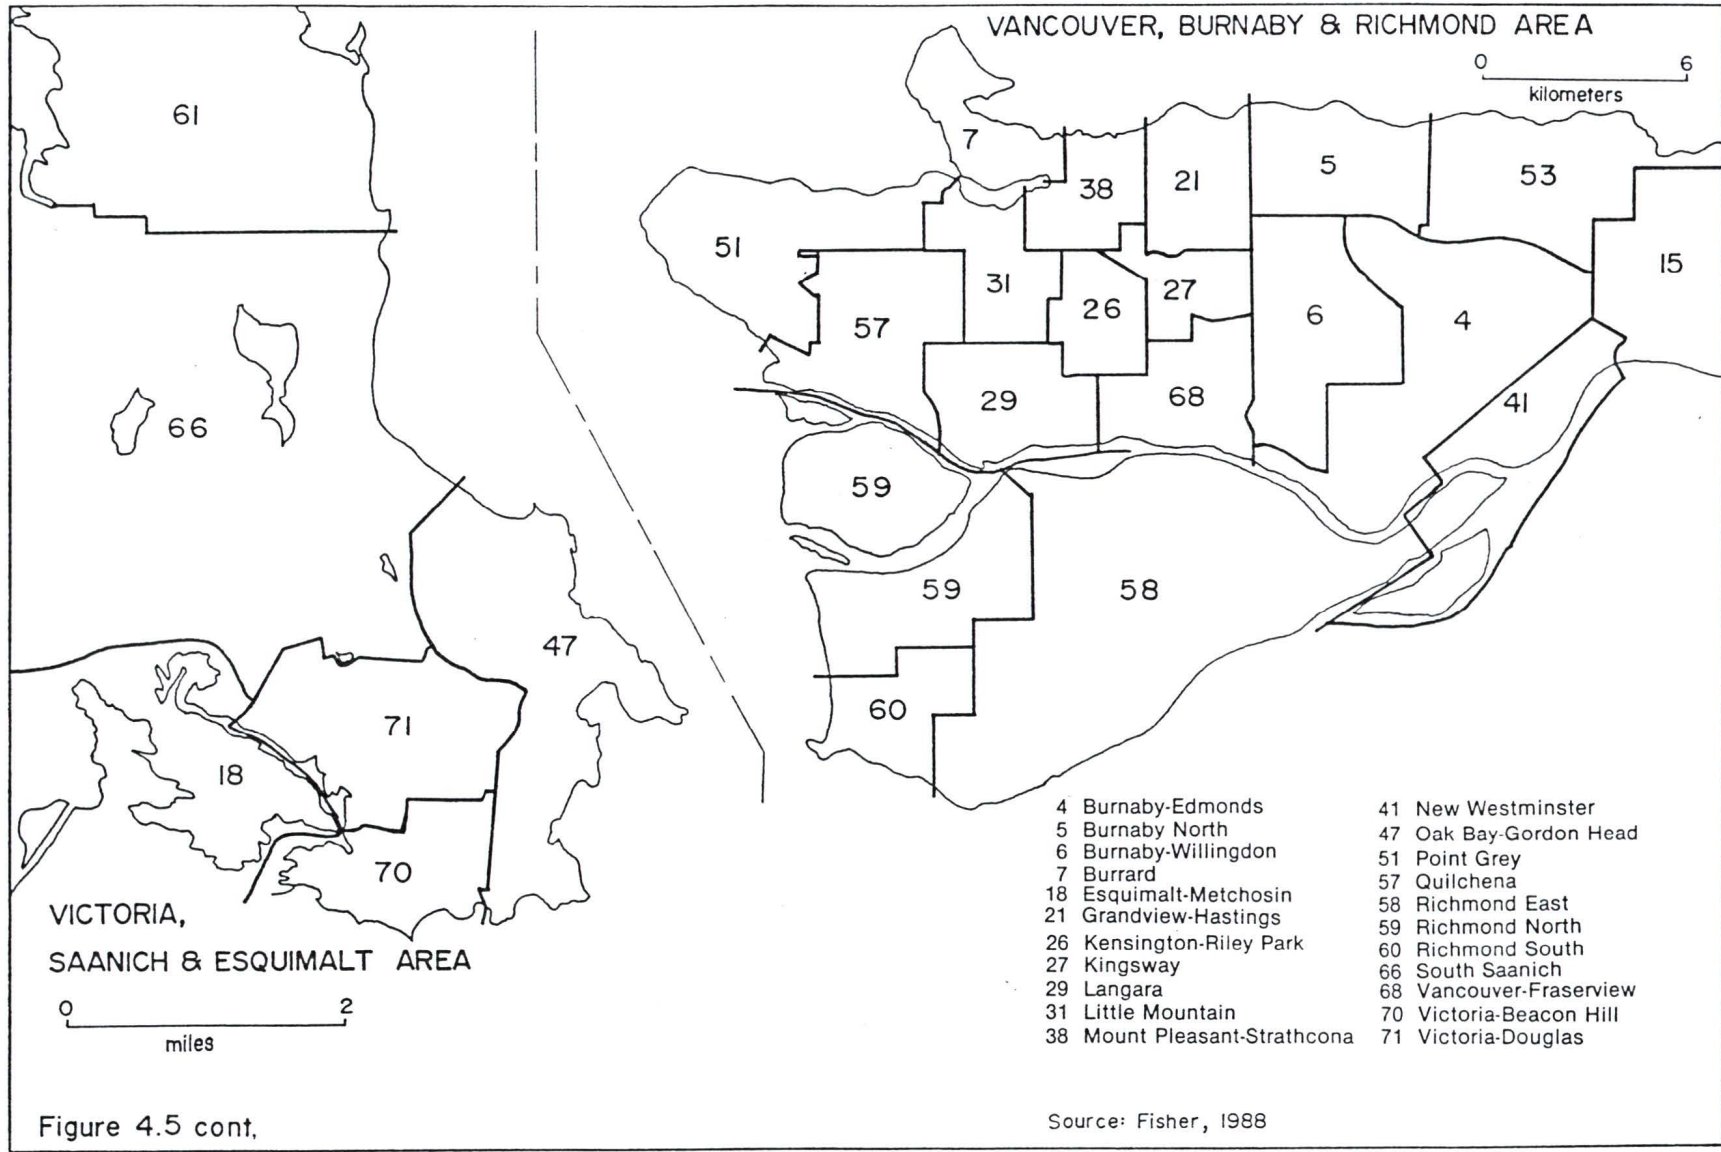 VANCOUVER, BURNABY & RICHMOND AREA
0 6
kilometers
61
7
38
21
5
53
51
31
26
27
6
4
15
57
29
68
41
66
59
59
58
60
47
71
18
70
VICTORIA,
SAANICH & ESQUIMALT AREA
0 2
miles
4 Burnaby-Edmonds
5 Burnaby North
6 Burnaby-Willingdon
7 Burrard
18 Esquimalt-Metchosin
21 Grandview-Hastings
26 Kensington-Riley Park
27 Kingsway
29 Langara
31 Little Mountain
38 Mount Pleasant-Strathcona
41 New Westminster
47 Oak Bay-Gordon Head
51 Point Grey
57 Quilchena
58 Richmond East
59 Richmond North
60 Richmond South
66 South Saanich
68 Vancouver-Fraserview
70 Victoria-Beacon Hill
71 Victoria-Douglas
Figure 4.5 cont.
Source: Fisher, 1988